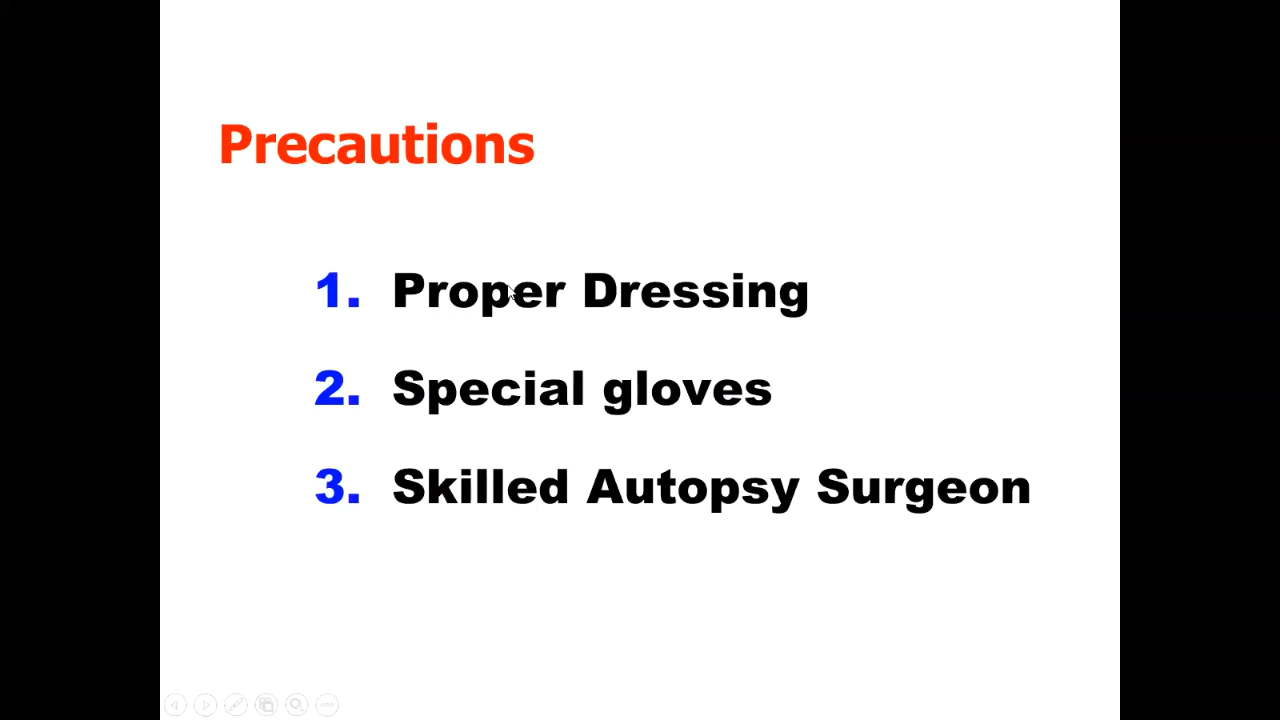 Precautions
1. Proper Dressing
2. Special gloves
3. Skilled Autopsy Surgeon